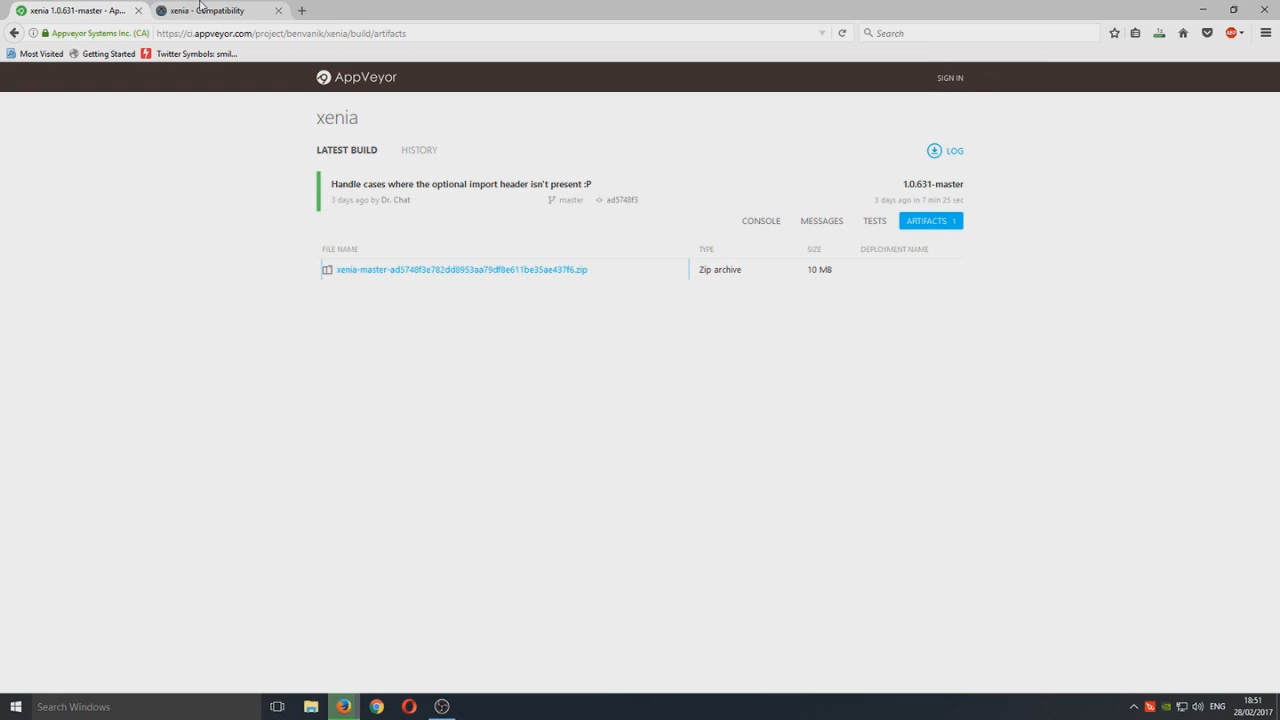 xenia 1.0.631-master - Ap...
xenia - Compatibility
Appveyor Systems Inc. (CA)
https://ci.appveyor.com/project/benvanik/xenia/build/artifacts
Search
Most Visited
Getting Started
Twitter Symbols: smil...
AppVeyor
SIGN IN
xenia
LATEST BUILD
HISTORY
LOG
Handle cases where the optional import header isn't present :P
1.0.631-master
3 days ago by Dr. Chat
master
ad5748f3
3 days ago in 7 min 25 sec
CONSOLE
MESSAGES
TESTS
ARTIFACTS 1
FILE NAME
TYPE
SIZE
DEPLOYMENT NAME
xenia-master-ad5748f3e782dd8953aa79df8e611be35ae437f6.zip
Zip archive
10 MB
Search Windows
ENG
18:51
28/02/2017